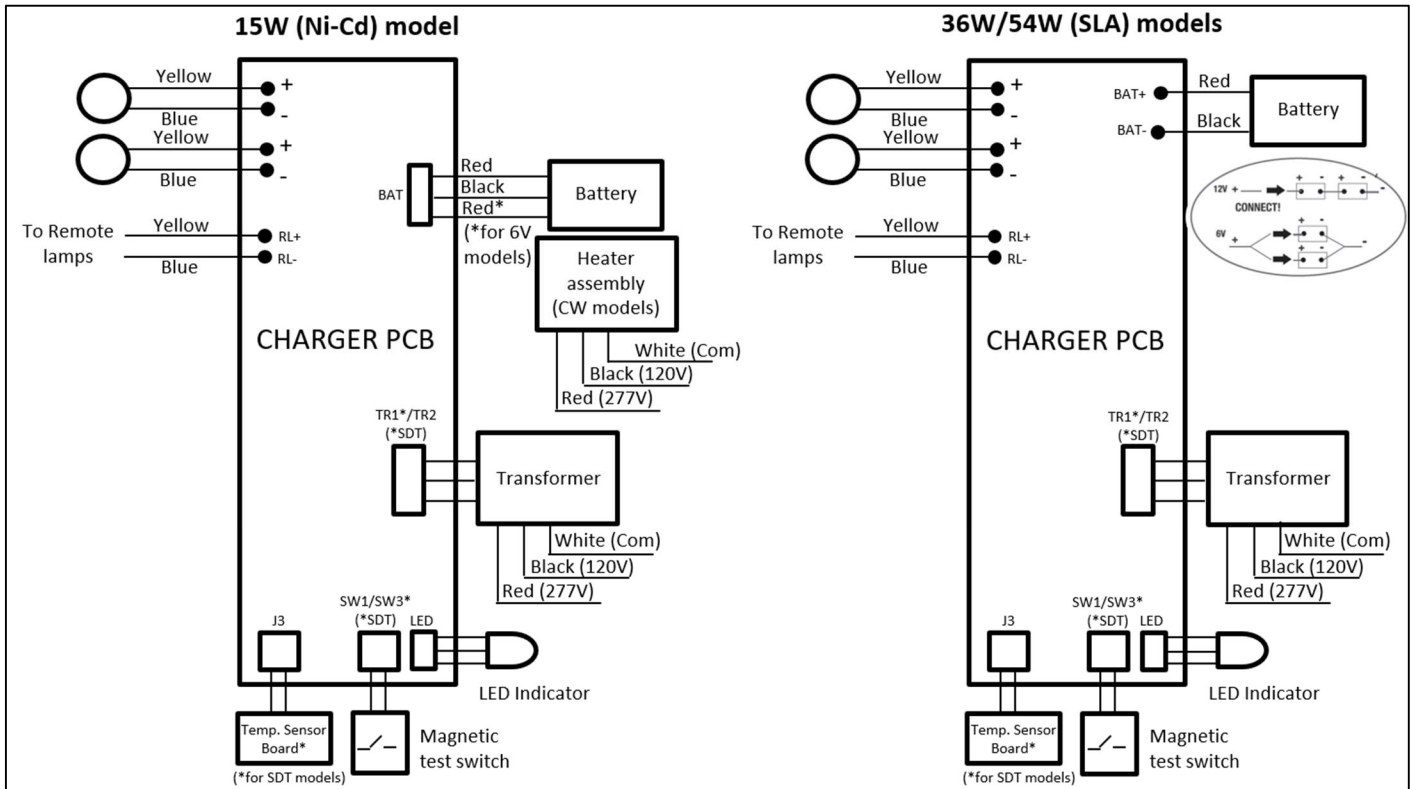 15W (Ni-Cd) model
Yellow
+
-
Blue
Yellow
+
-
Blue
To Remote
lamps
Yellow
RL+
RL-
Blue
BAT
Red
Black
Red*
(*for 6V
models)
Battery
Heater
assembly
(CW models)
White (Com)
Black (120V)
Red (277V)
CHARGER PCB
TR1*/TR2
(*SDT)
Transformer
White (Com)
Black (120V)
Red (277V)
J3
SW1/SW3*
(*SDT)
LED
LED Indicator
Temp. Sensor
Board*
(*for SDT models)
Magnetic
test switch
36W/54W (SLA) models
Yellow
+
-
Blue
Yellow
+
-
Blue
To Remote
lamps
Yellow
RL+
RL-
Blue
BAT+
Red
BAT-
Black
Battery
12V + + - + - -
CONNECT!
6V + + - -
+ -
CHARGER PCB
TR1*/TR2
(*SDT)
Transformer
White (Com)
Black (120V)
Red (277V)
J3
SW1/SW3*
(*SDT)
LED
LED Indicator
Temp. Sensor
Board*
(*for SDT models)
Magnetic
test switch